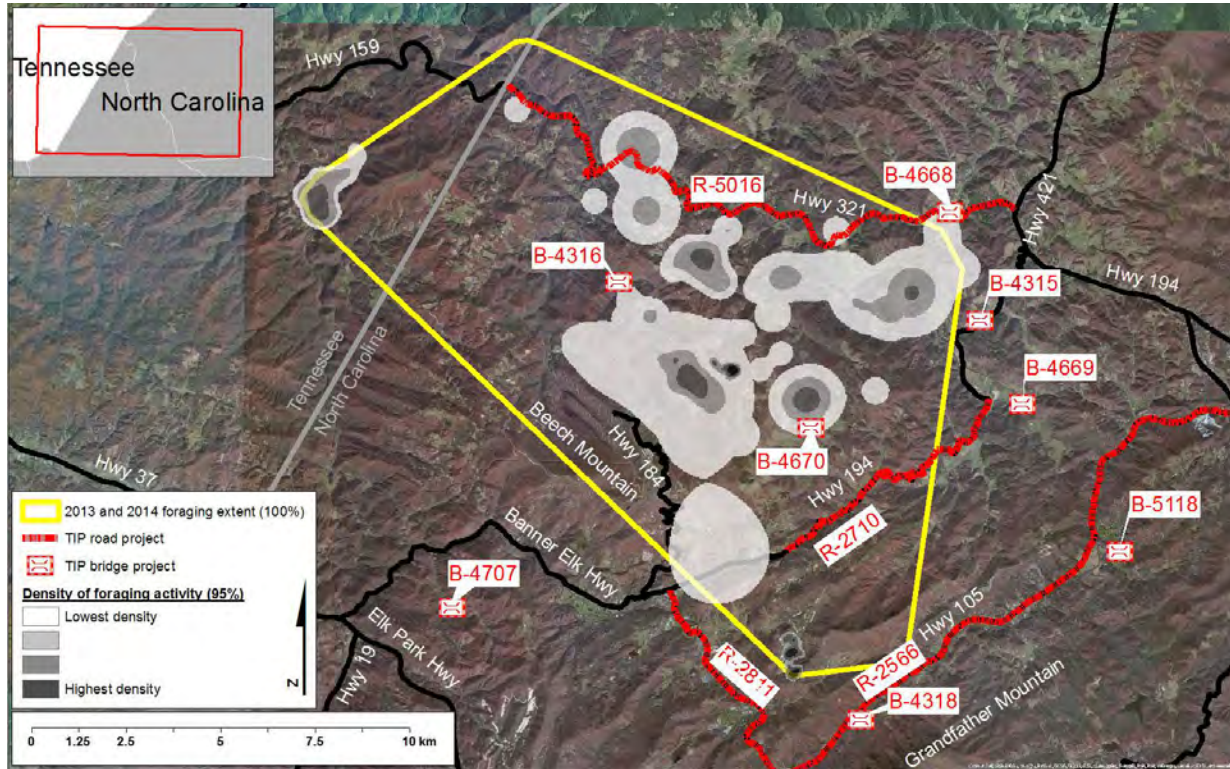 Tennessee
North Carolina
Hwy 159
B-4668
R-5016
Hwy 321
Hwy 421
B-4316
Hwy 194
B-4315
Tennessee
North Carolina
B-4669
Beech Mountain
Hwy 184
B-4670
Hwy 194
Hwy 37
R-2710
B-5118
Banner Elk Hwy
B-4707
Hwy 105
Elk Park Hwy
R-2811
R-2566
Hwy 19
B-4318
Grandfather Mountain
2013 and 2014 foraging extent (100%)
TIP road project
TIP bridge project
Density of foraging activity (95%)
Lowest density
Highest density
N
0 1.25 2.5 5 7.5 10 km